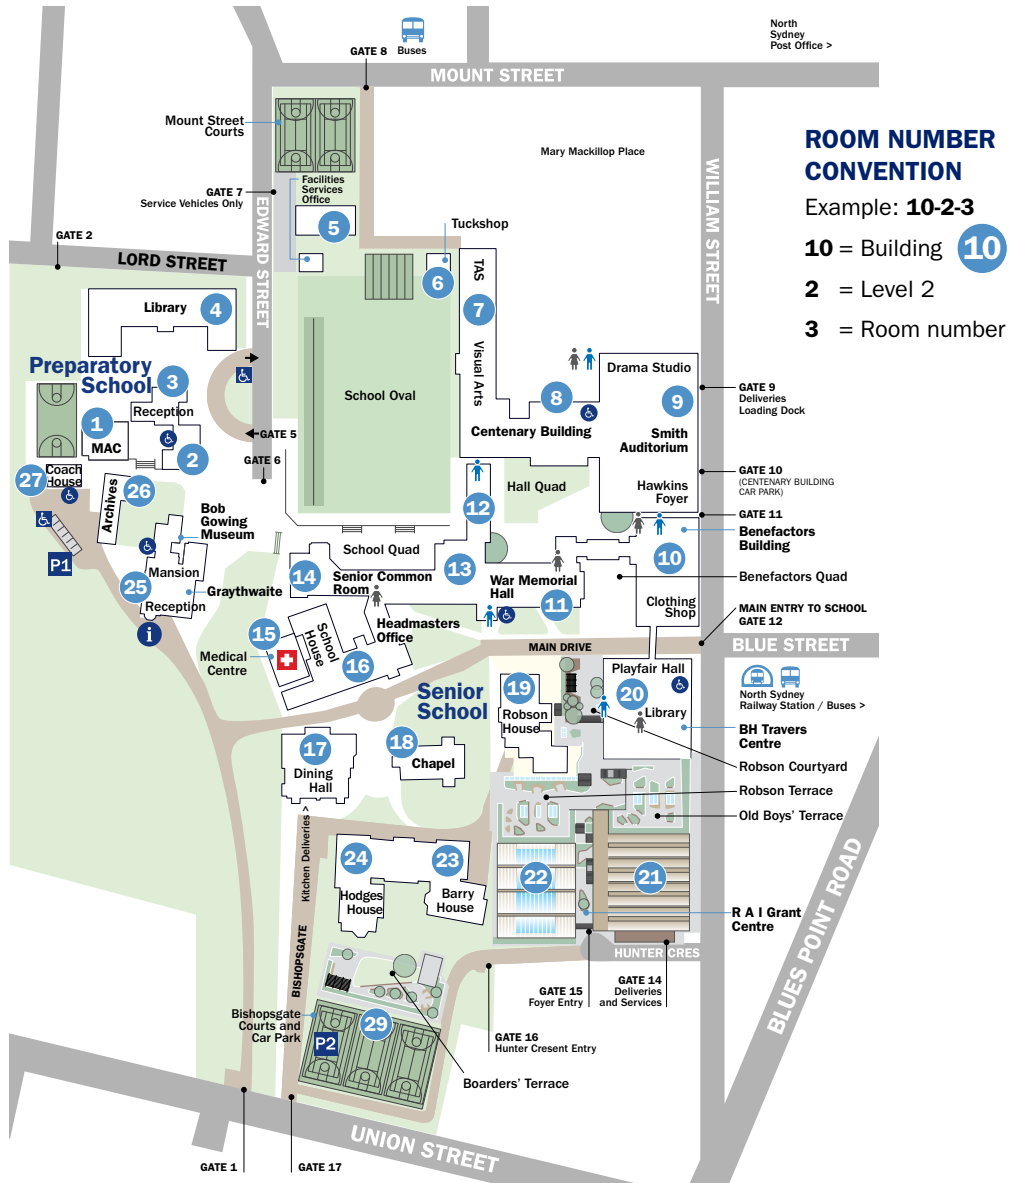 North
Sydney
Post Office >
GATE 8
Buses
MOUNT STREET
Mount Street
Courts
Mary Mackillop Place
ROOM NUMBER
CONVENTION
Example: 10-2-3
10 = Building 10
2 = Level 2
3 = Room number
GATE 7
Service Vehicles Only
Facilities
Services
Office
5
EDWARD STREET
WILLIAM STREET
Tuckshop
6
GATE 2
LORD STREET
Library
4
TAS
7
Visual Arts
Preparatory
School
3
Reception
1
MAC
2
GATE 5
GATE 6
School Oval
8
Centenary Building
Drama Studio
9
Smith
Auditorium
Hawkins
Foyer
GATE 9
Deliveries
Loading Dock
GATE 10
(CENTENARY BUILDING
CAR PARK)
GATE 11
Benefactors
Building
27
Coach
House
26
Archives
Bob
Gowing
Museum
P1
Mansion
25
Reception
Graythwaite
i
Hall Quad
12
School Quad
13
14
Senior Common
Room
War Memorial
Hall
11
10
Benefactors Quad
Clothing
Shop
MAIN ENTRY TO SCHOOL
GATE 12
Headmasters
Office
15
Medical
Centre
School
House
16
MAIN DRIVE
BLUE STREET
North Sydney
Railway Station / Buses >
Senior
School
19
Robson
House
Playfair Hall
20
Library
BH Travers
Centre
Robson Courtyard
Robson Terrace
Old Boys' Terrace
17
Dining
Hall
18
Chapel
Kitchen Deliveries >
24
23
Hodges
House
Barry
House
22
21
R A I Grant
Centre
BISHOPSGATE
HUNTER CRES
GATE 15
Foyer Entry
GATE 14
Deliveries
and Services
BLUES POINT ROAD
Bishopsgate
Courts and
Car Park
29
P2
GATE 16
Hunter Cresent Entry
Boarders' Terrace
UNION STREET
GATE 1
GATE 17